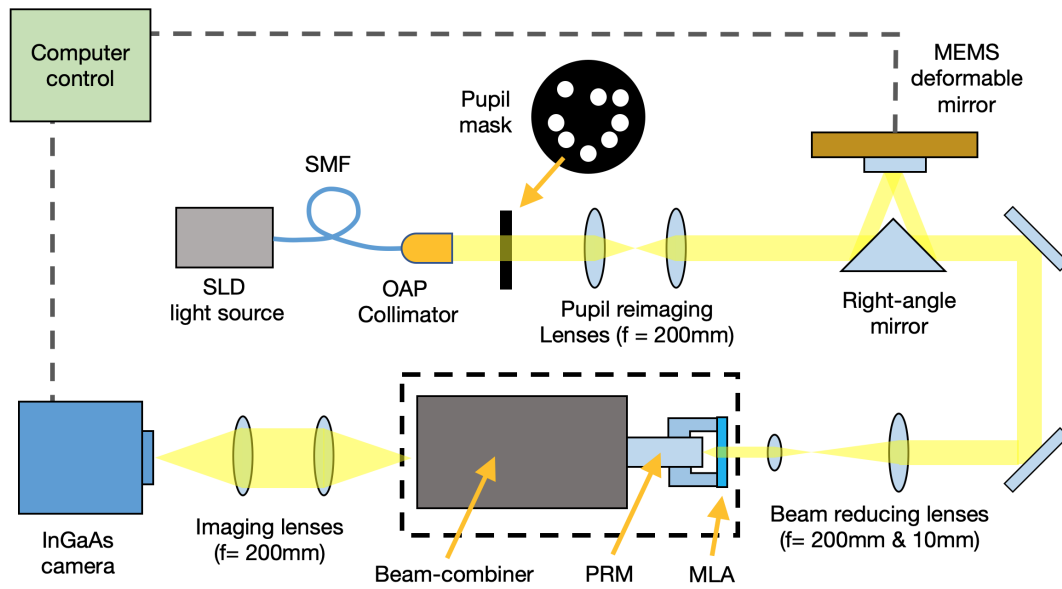 Computer
control
MEMS
deformable
mirror
Pupil
mask
SMF
SLD
light source
OAP
Collimator
Pupil reimaging
Lenses (f = 200mm)
Right-angle
mirror
InGaAs
camera
Imaging lenses
(f= 200mm)
Beam-combiner
PRM
MLA
Beam reducing lenses
(f= 200mm & 10mm)